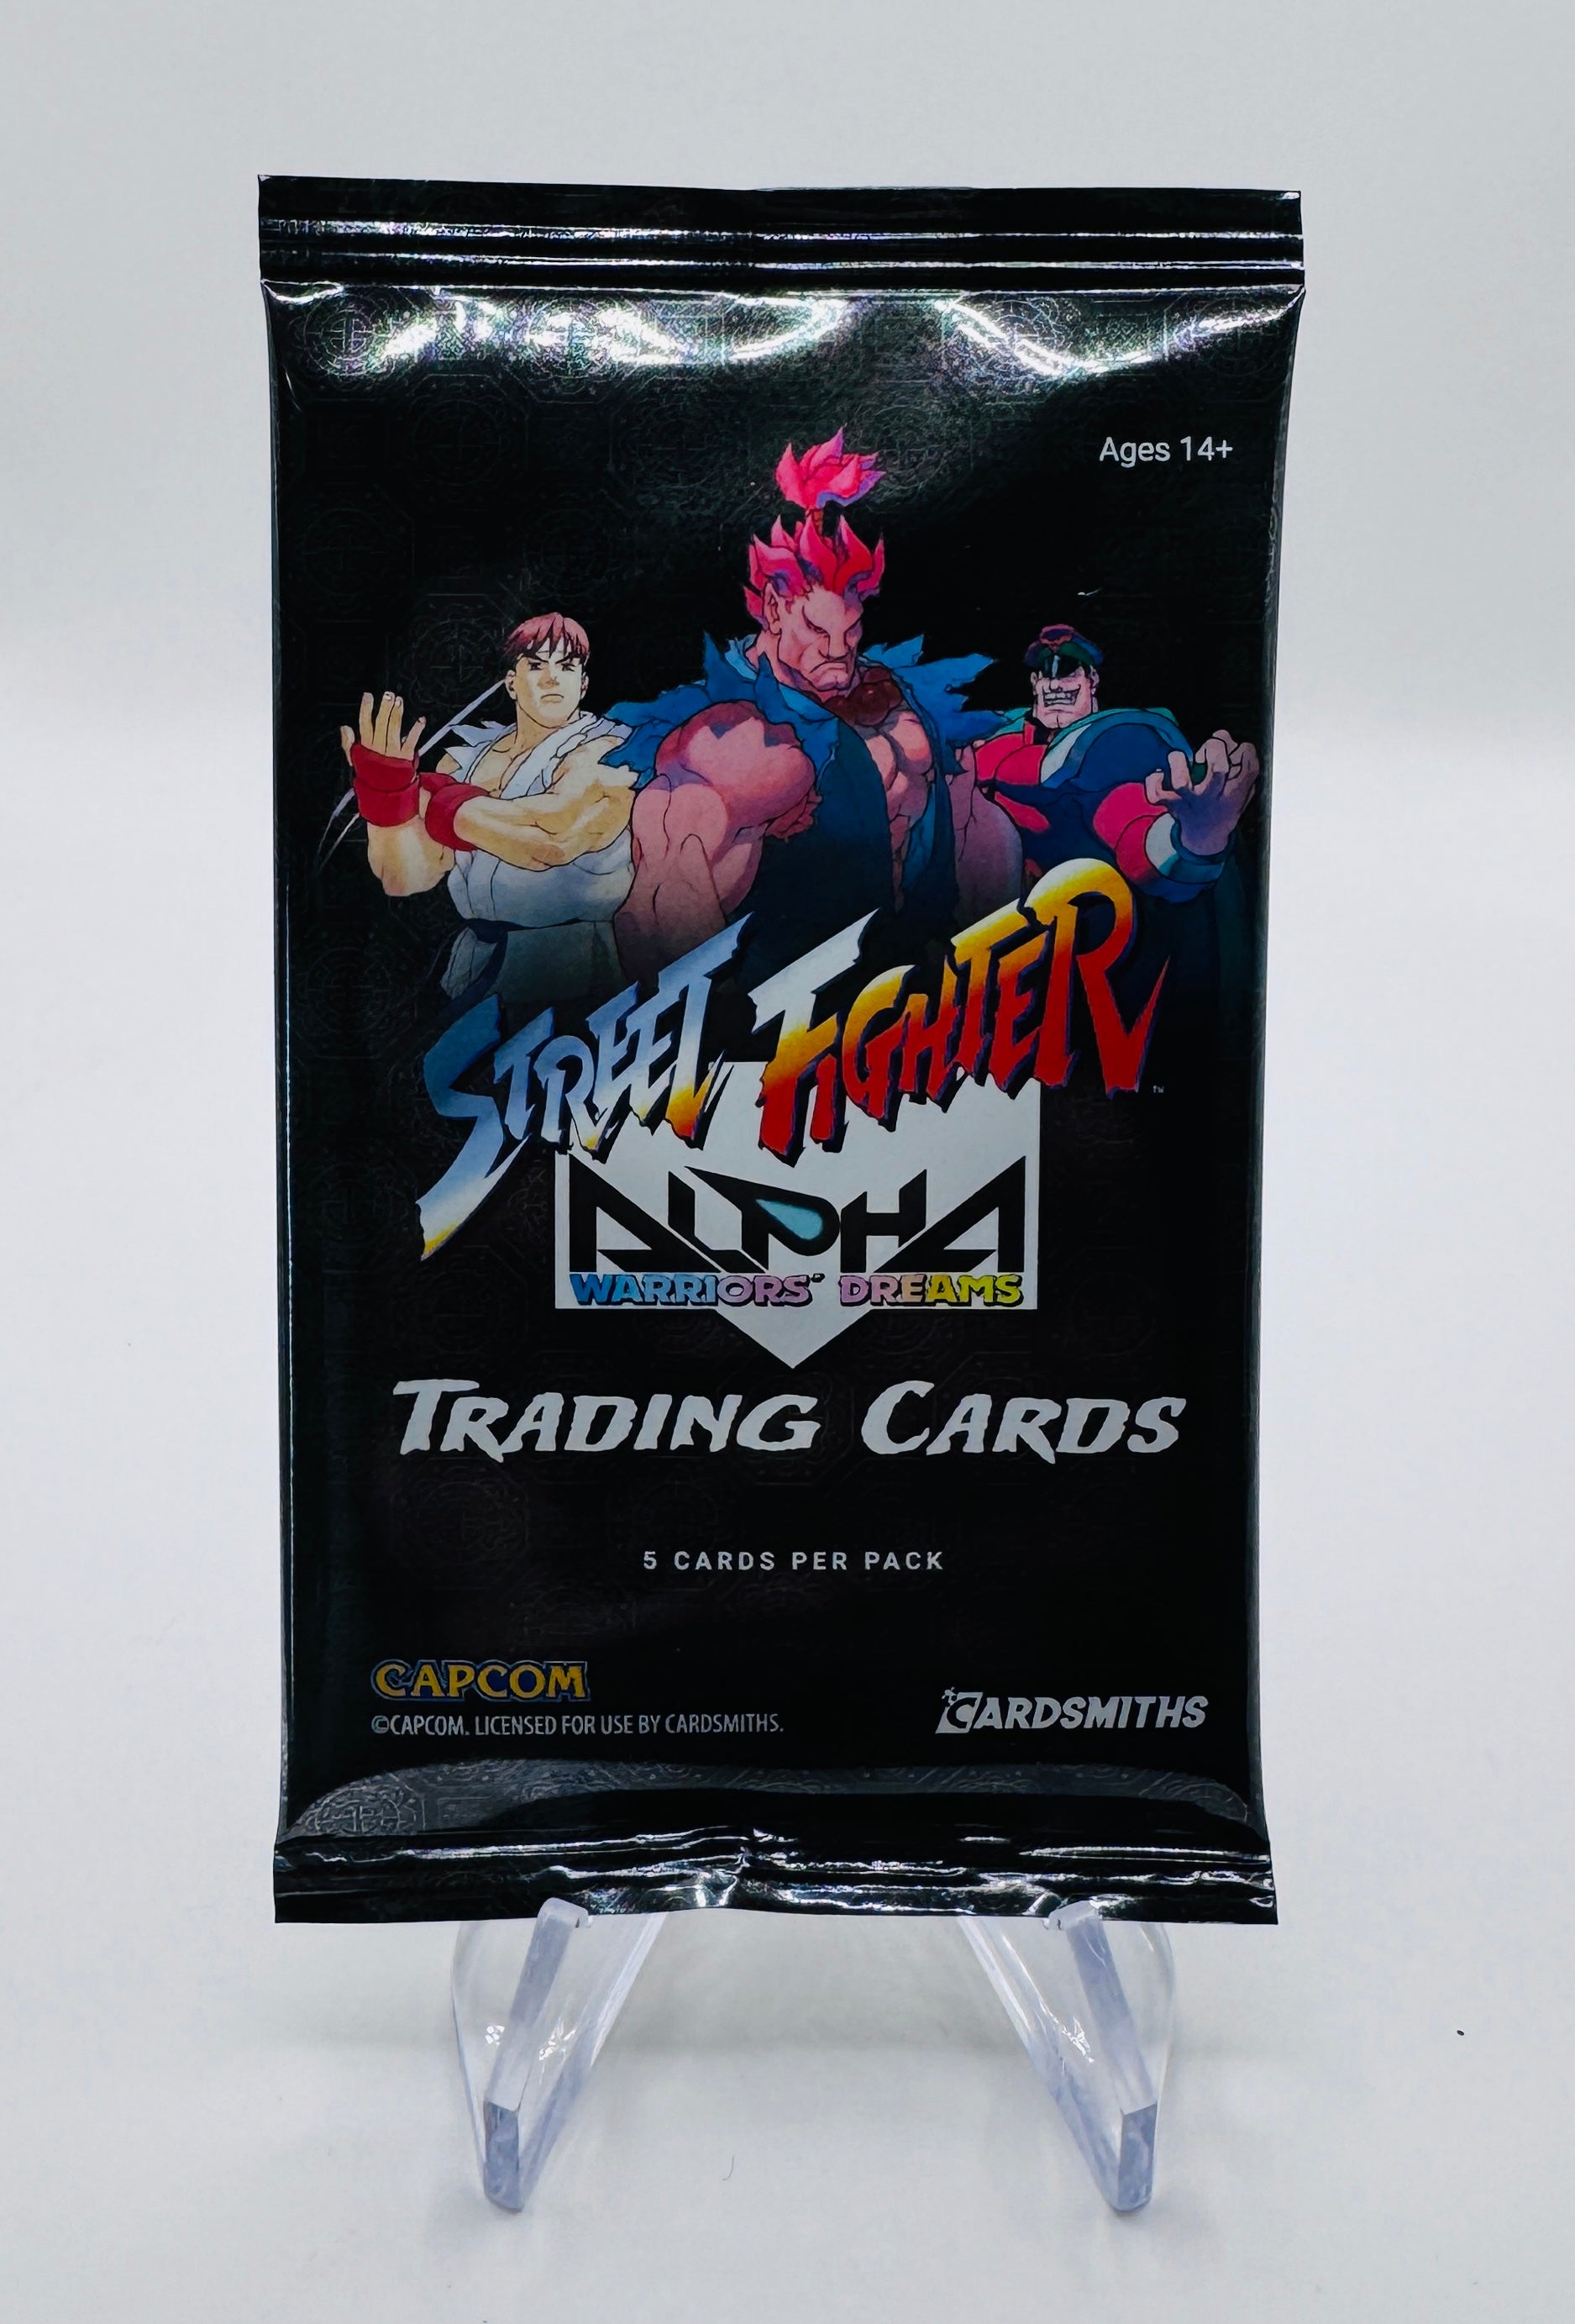 Ages 14+
STREET FIGHTER™
ALPHA
WARRIORS' DREAMS
TRADING CARDS
5 CARDS PER PACK
CAPCOM
©CAPCOM. LICENSED FOR USE BY CARDSMITHS.
CARDSMITHS